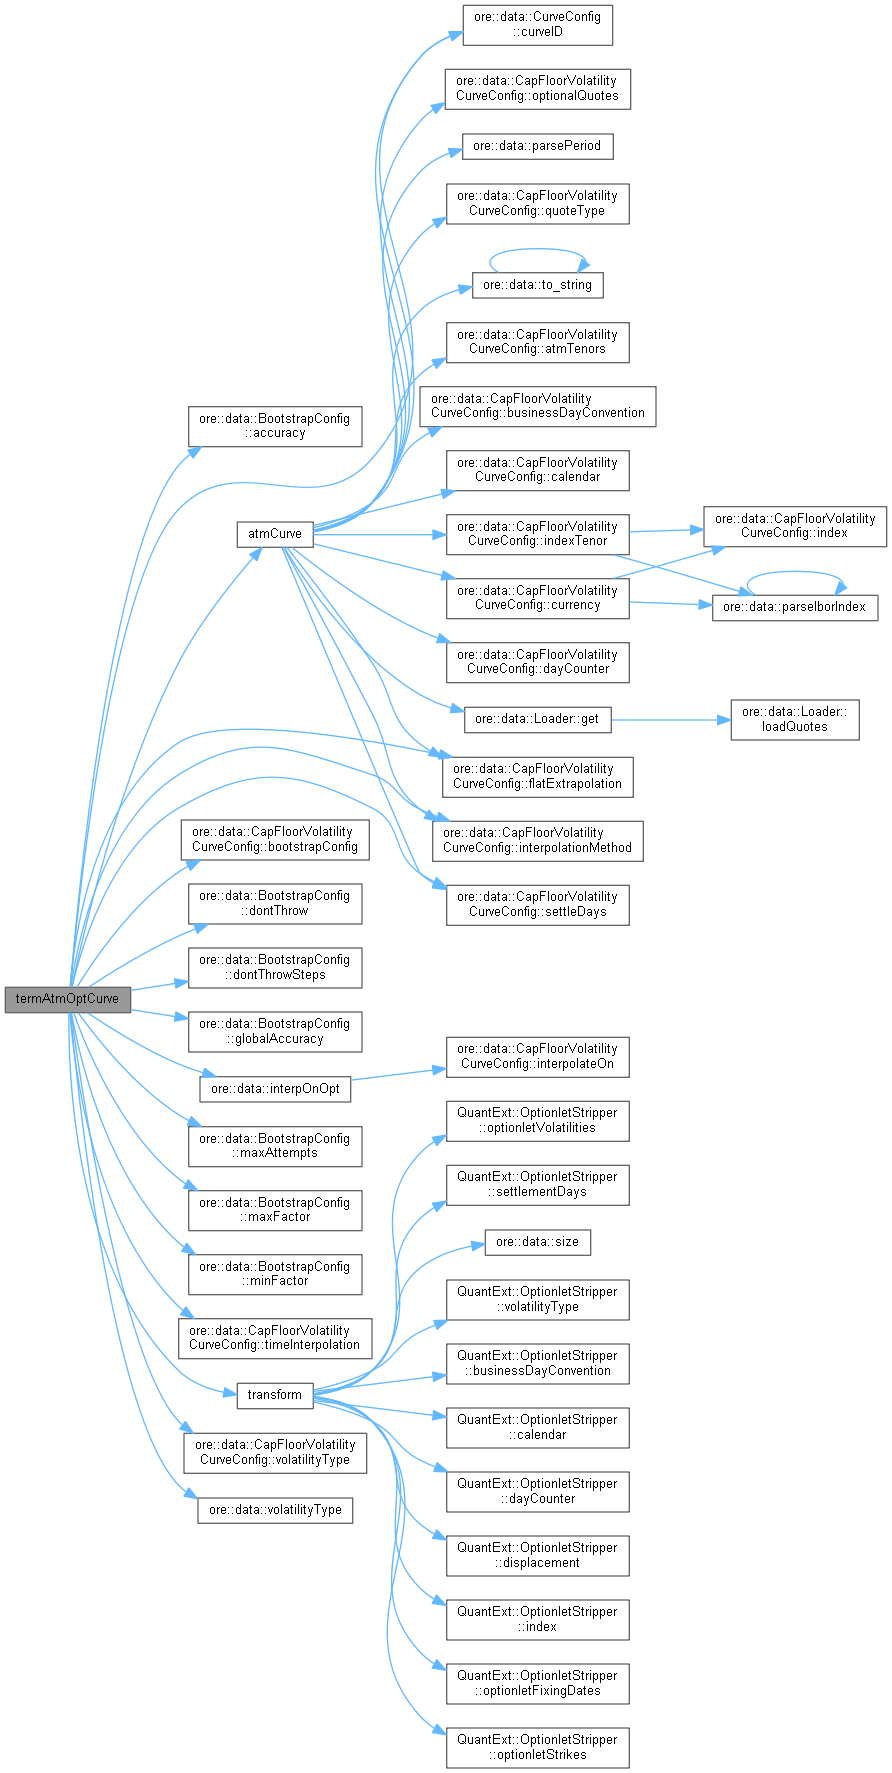 ore::data::CurveConfig
::curveID
ore::data::CapFloorVolatility
CurveConfig::optionalQuotes
ore::data::parsePeriod
ore::data::CapFloorVolatility
CurveConfig::quoteType
ore::data::to_string
ore::data::CapFloorVolatility
CurveConfig::atmTenors
ore::data::CapFloorVolatility
CurveConfig::businessDayConvention
ore::data::BootstrapConfig
::accuracy
ore::data::CapFloorVolatility
CurveConfig::calendar
atmCurve
ore::data::CapFloorVolatility
CurveConfig::indexTenor
ore::data::CapFloorVolatility
CurveConfig::index
ore::data::CapFloorVolatility
CurveConfig::currency
ore::data::parseIborIndex
ore::data::CapFloorVolatility
CurveConfig::dayCounter
ore::data::Loader::get
ore::data::Loader::
loadQuotes
ore::data::CapFloorVolatility
CurveConfig::flatExtrapolation
ore::data::CapFloorVolatility
CurveConfig::bootstrapConfig
ore::data::CapFloorVolatility
CurveConfig::interpolationMethod
ore::data::BootstrapConfig
::dontThrow
ore::data::CapFloorVolatility
CurveConfig::settleDays
ore::data::BootstrapConfig
::dontThrowSteps
termAtmOptCurve
ore::data::BootstrapConfig
::globalAccuracy
ore::data::interpOnOpt
ore::data::CapFloorVolatility
CurveConfig::interpolateOn
ore::data::BootstrapConfig
::maxAttempts
QuantExt::OptionletStripper
::optionletVolatilities
ore::data::BootstrapConfig
::maxFactor
QuantExt::OptionletStripper
::settlementDays
ore::data::BootstrapConfig
::minFactor
ore::data::size
ore::data::CapFloorVolatility
CurveConfig::timeInterpolation
QuantExt::OptionletStripper
::volatilityType
transform
QuantExt::OptionletStripper
::businessDayConvention
ore::data::CapFloorVolatility
CurveConfig::volatilityType
QuantExt::OptionletStripper
::calendar
ore::data::volatilityType
QuantExt::OptionletStripper
::dayCounter
QuantExt::OptionletStripper
::displacement
QuantExt::OptionletStripper
::index
QuantExt::OptionletStripper
::optionletFixingDates
QuantExt::OptionletStripper
::optionletStrikes